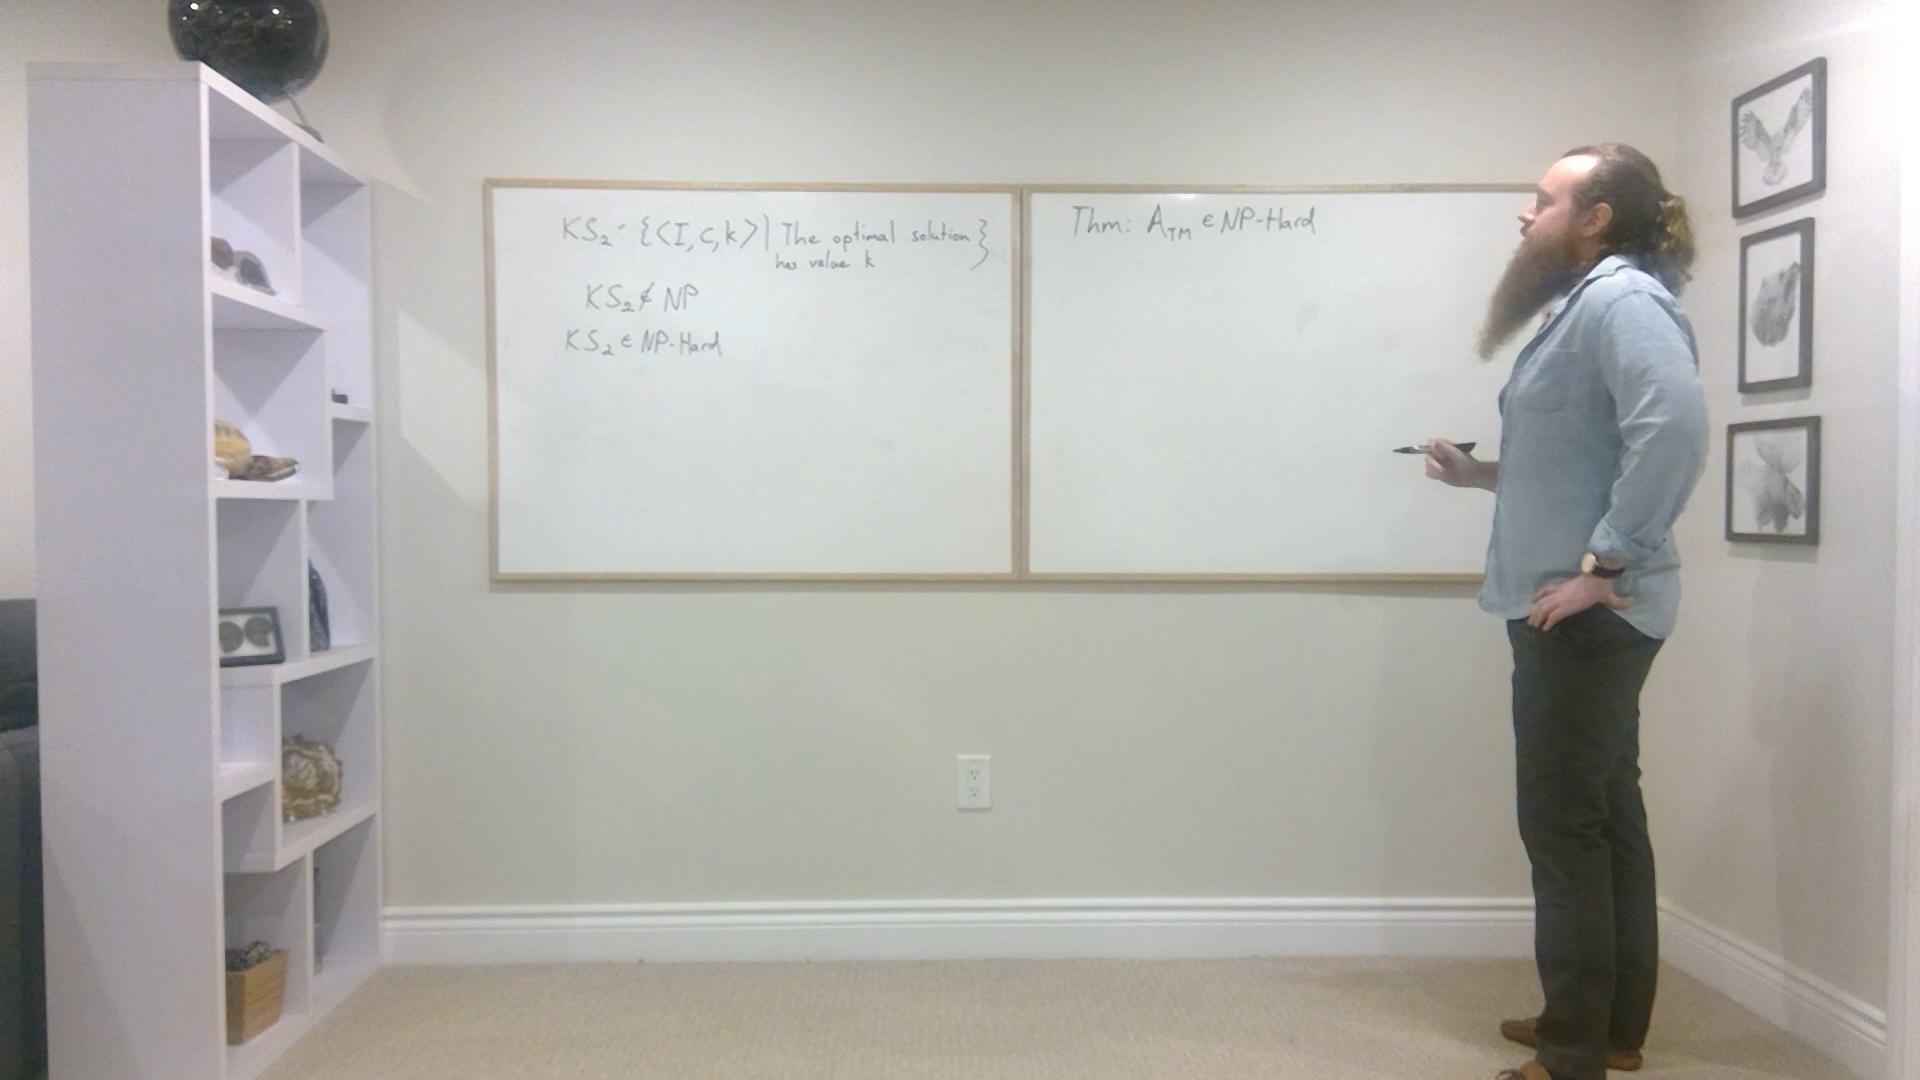 KS₂ = {<I, c, k> | The optimal solution
has value k}
KS₂ ∉ NP
KS₂ ∈ NP-Hard
Thm: A_TM ∈ NP-Hard